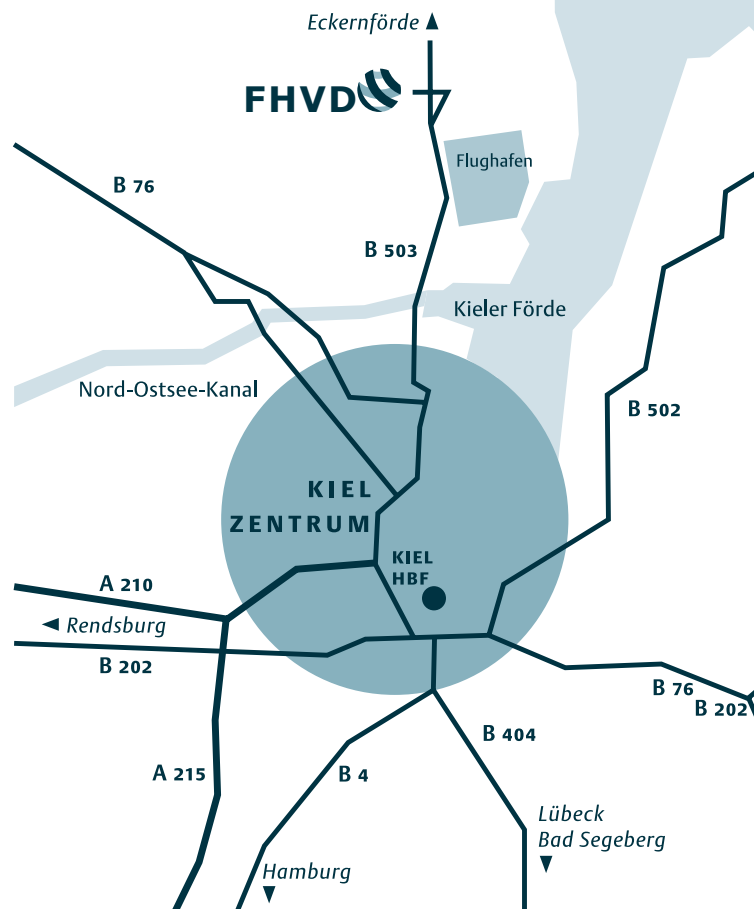 Eckernförde
FHVD
Flughafen
B 76
B 503
Kieler Förde
Nord-Ostsee-Kanal
B 502
KIEL
ZENTRUM
KIEL
HBF
A 210
Rendsburg
B 202
B 76
B 202
B 404
A 215
B 4
Lübeck
Bad Segeberg
Hamburg